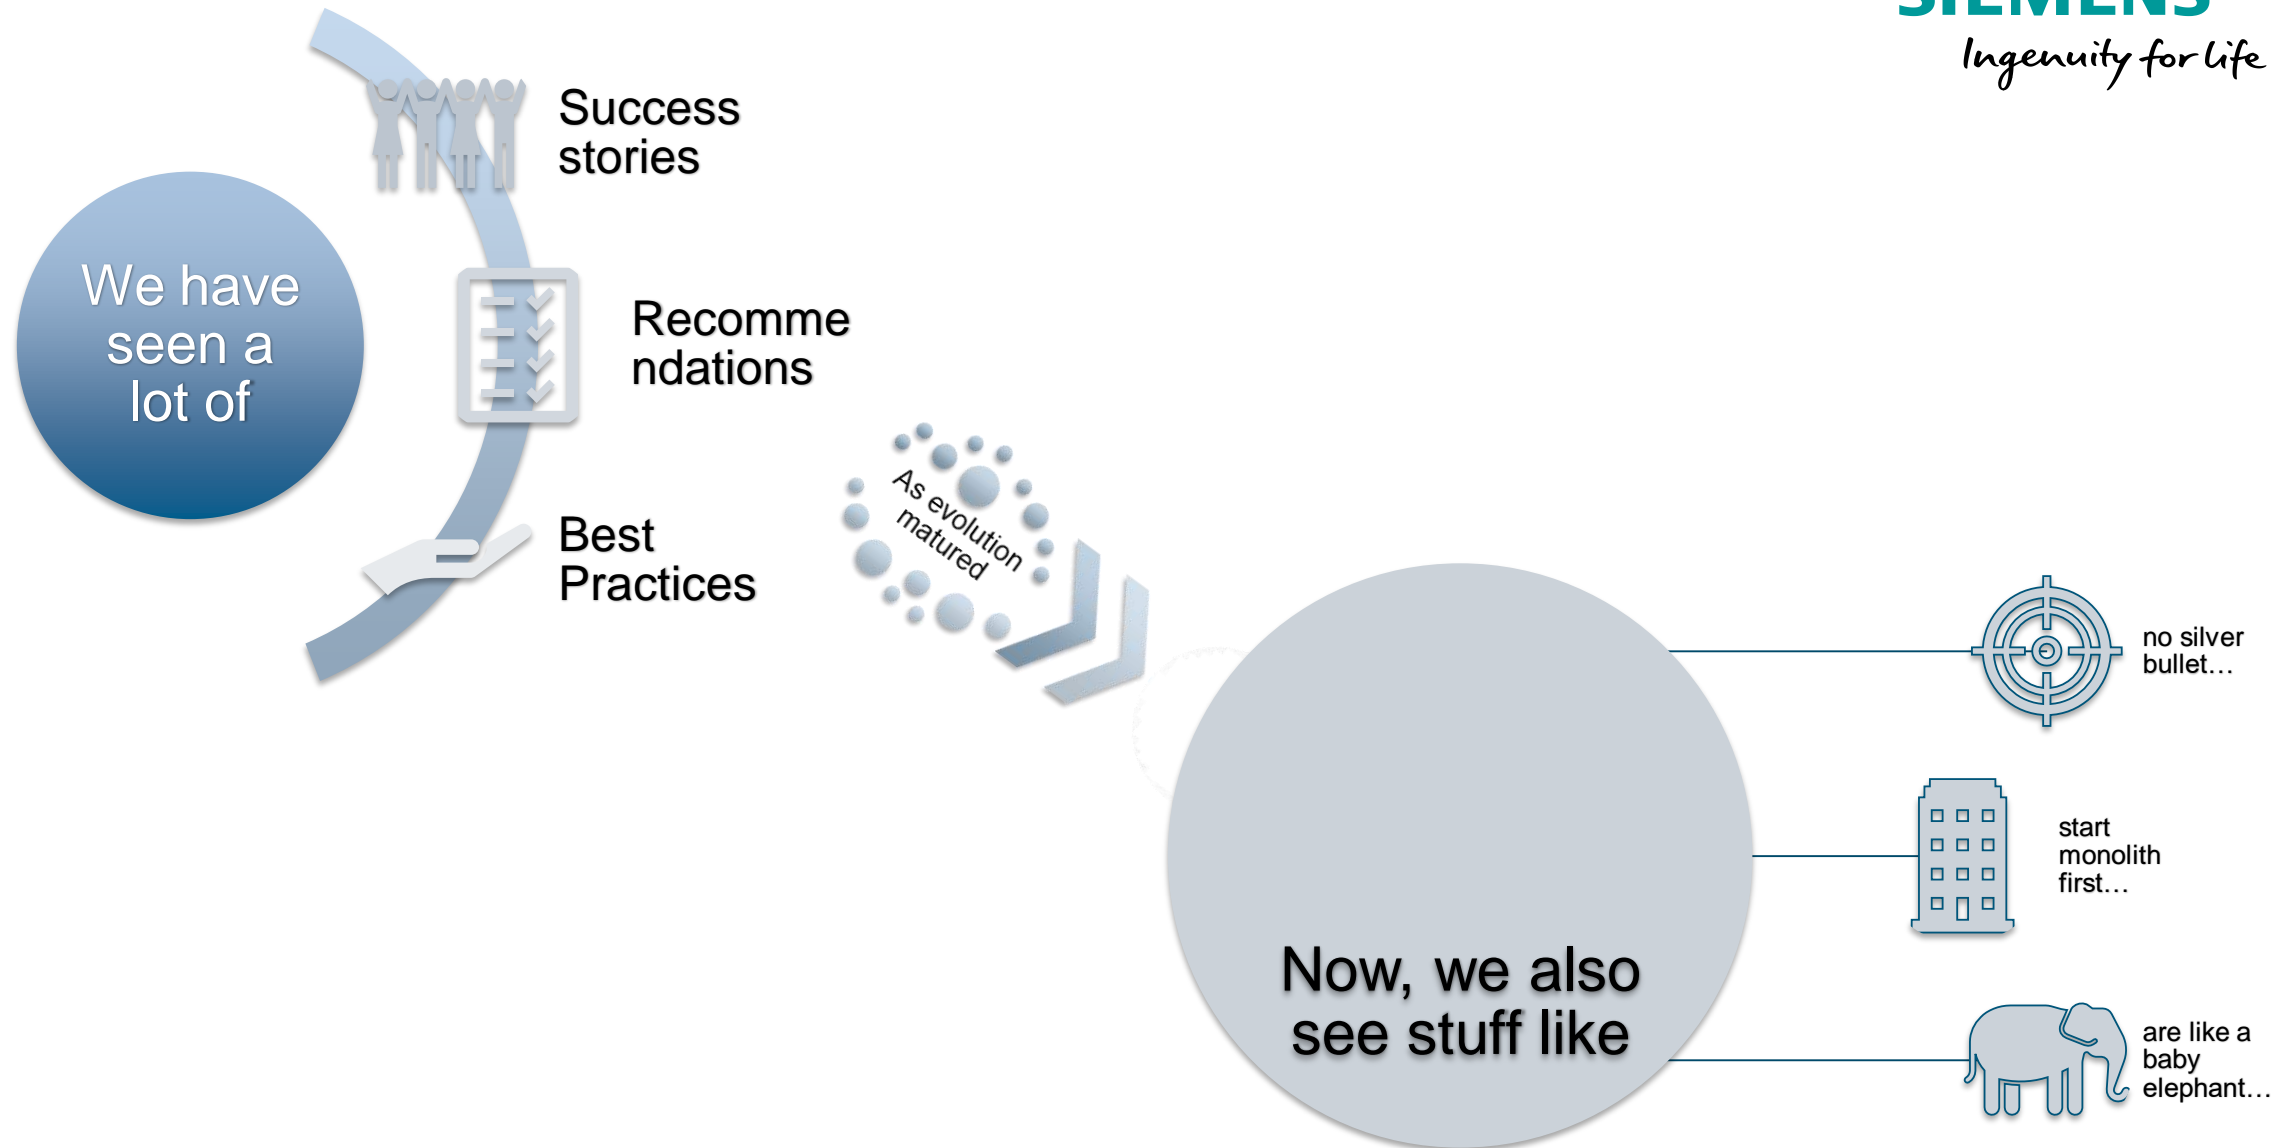 SIEMENS
Ingenuity for life
Success
stories
We have
seen a
lot of
Recomme
ndations
Best
Practices
As evolution
matured
Now, we also
see stuff like
no silver
bullet…
start
monolith
first…
are like a
baby
elephant…